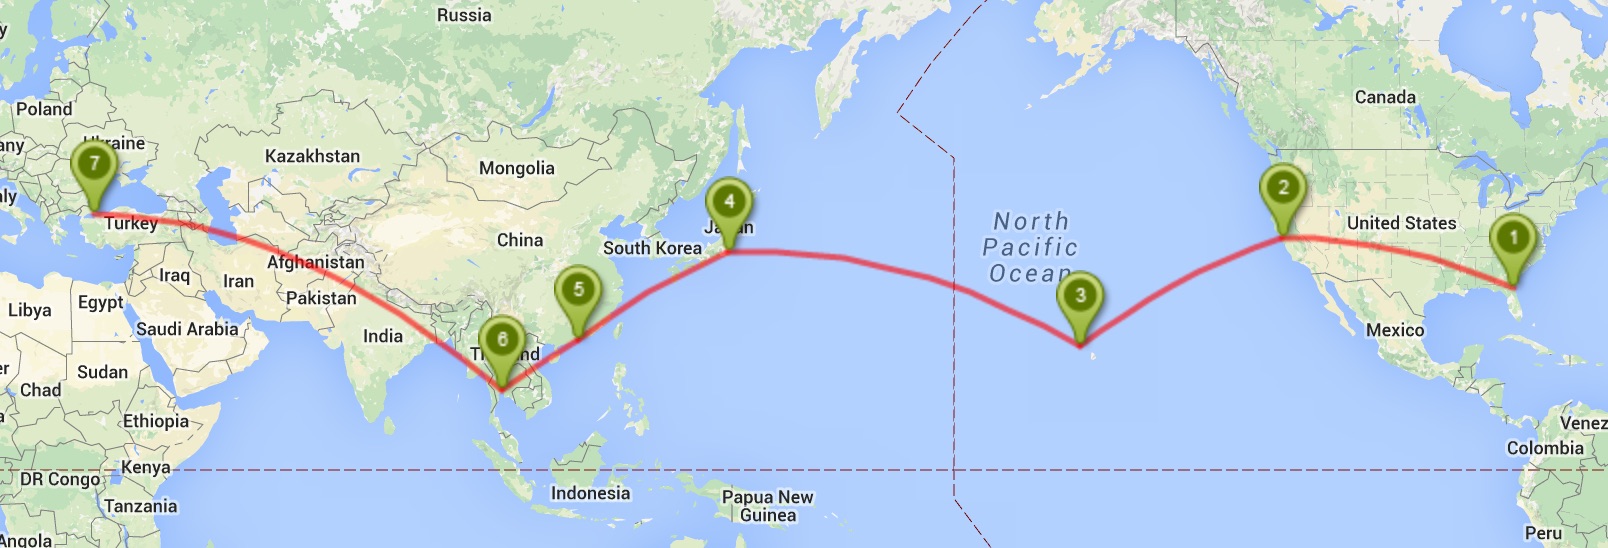 Russia
Canada
Poland
Ukraine
any
7
Kazakhstan
Mongolia
2
4
aly
Japan
Turkey
China
South Korea
North
Pacific
Ocean
United States
1
Afghanistan
Iraq
Iran
Pakistan
5
3
Libya
Egypt
Saudi Arabia
India
Mexico
6
Thailand
er
Sudan
Chad
Ethiopia
Venez
Colombia
Kenya
DR Congo
Tanzania
Indonesia
Papua New
Guinea
Peru
Angola